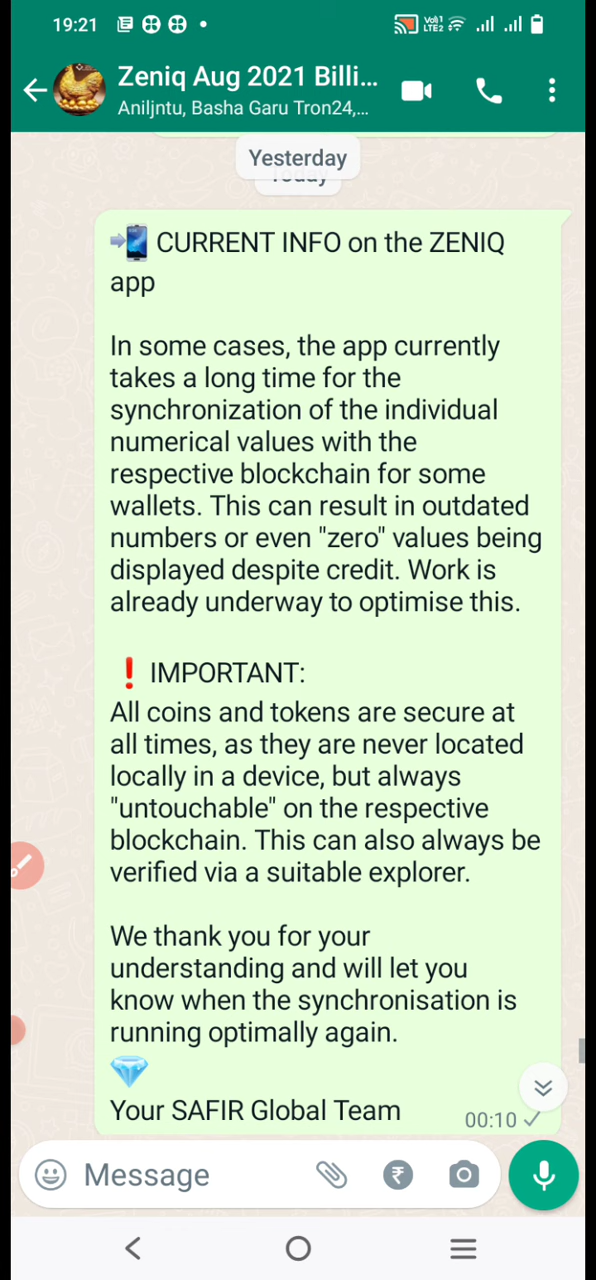 19:21
Vo)) 1
LTE2
Zeniq Aug 2021 Billi...
Aniljntu, Basha Garu Tron24,...
Yesterday
Today
CURRENT INFO on the ZENIQ
app
In some cases, the app currently
takes a long time for the
synchronization of the individual
numerical values with the
respective blockchain for some
wallets. This can result in outdated
numbers or even "zero" values being
displayed despite credit. Work is
already underway to optimise this.
❗ IMPORTANT:
All coins and tokens are secure at
all times, as they are never located
locally in a device, but always
"untouchable" on the respective
blockchain. This can also always be
verified via a suitable explorer.
We thank you for your
understanding and will let you
know when the synchronisation is
running optimally again.
💎
Your SAFIR Global Team
00:10
Message